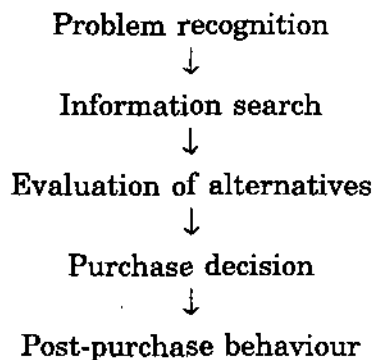 Problem recognition
↓
Information search
↓
Evaluation of alternatives
↓
Purchase decision
↓
Post-purchase behaviour